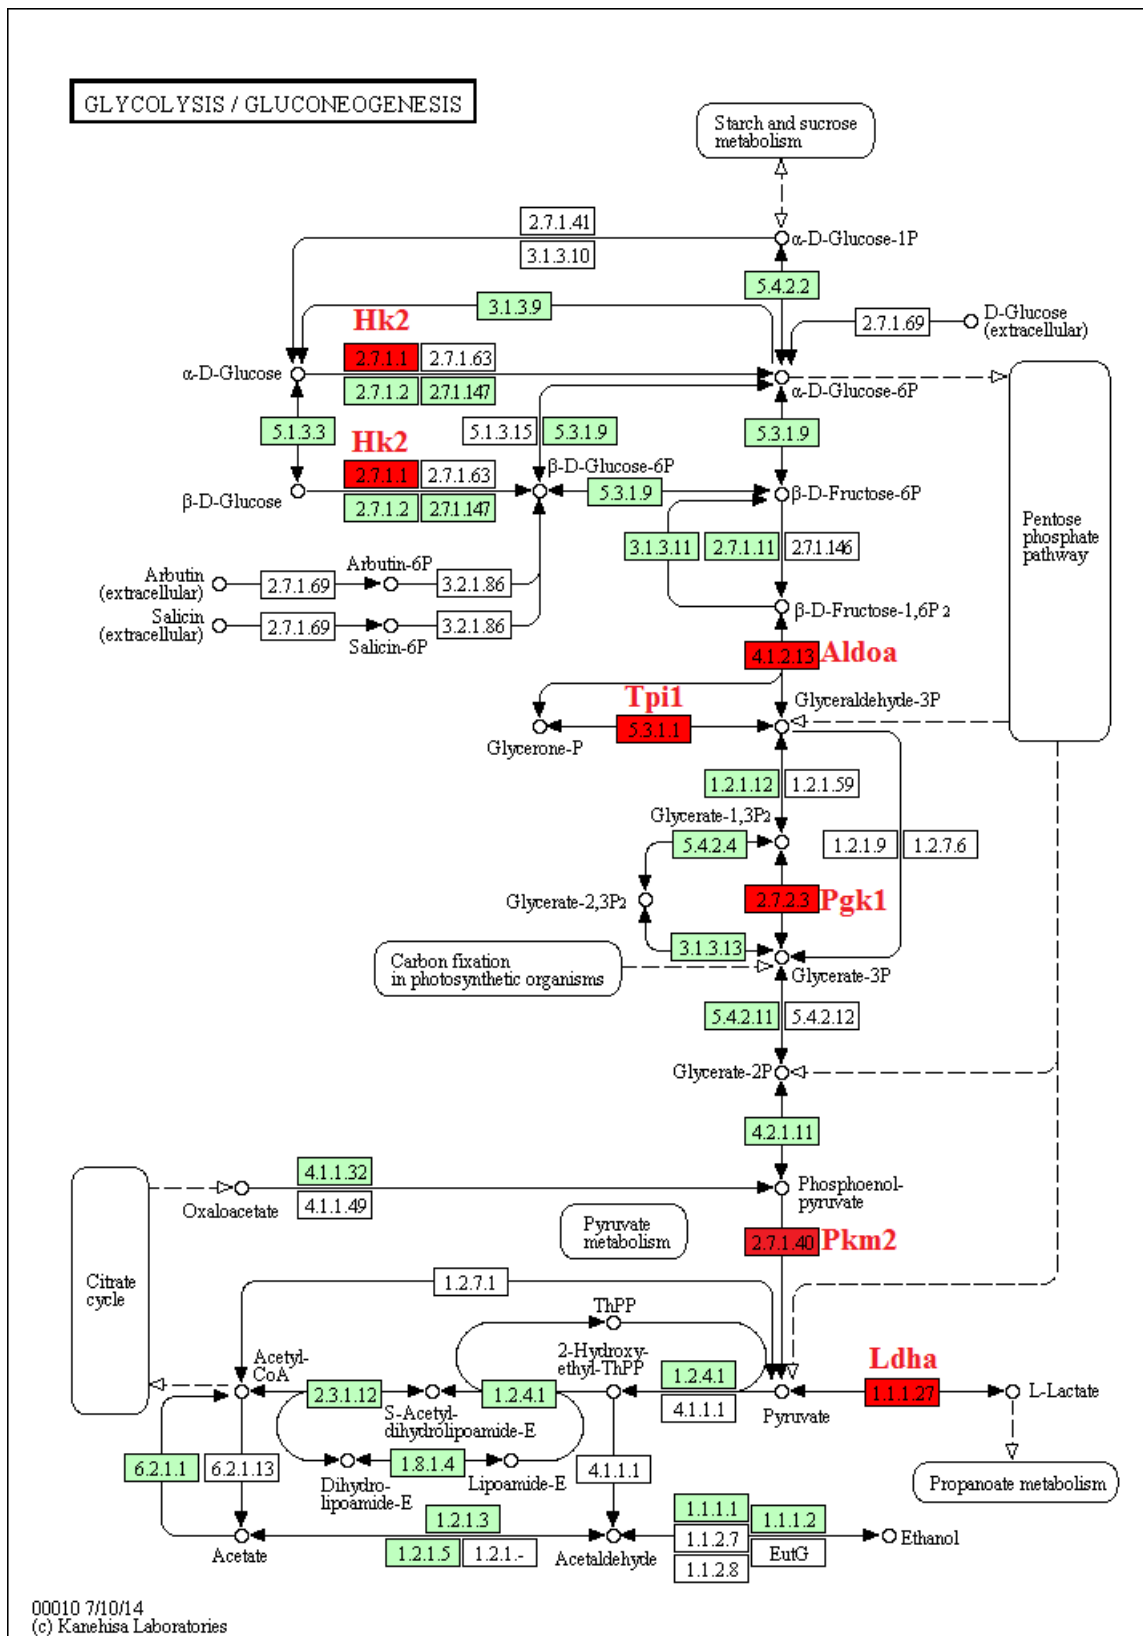 GLYCOLYSIS / GLUCONEOGENESIS
Starch and sucrose
metabolism
2.7.1.41
α-D-Glucose-1P
3.1.3.10
5.4.2.2
3.1.3.9
D-Glucose
(extracellular)
2.7.1.69
Hk2
2.7.1.1
2.7.1.63
α-D-Glucose
2.7.1.2
2.7.1.147
α-D-Glucose-6P
5.1.3.3
5.1.3.15
5.3.1.9
5.3.1.9
Hk2
2.7.1.1
2.7.1.63
β-D-Glucose-6P
β-D-Glucose
2.7.1.2
2.7.1.147
5.3.1.9
β-D-Fructose-6P
Pentose
phosphate
pathway
3.1.3.11
2.7.1.11
2.7.1.146
Arbutin
(extracellular)
2.7.1.69
Arbutin-6P
3.2.1.86
β-D-Fructose-1,6P2
Salicin
(extracellular)
2.7.1.69
Salicin-6P
3.2.1.86
4.1.2.13
Aldoa
Tpi1
Glyceraldehyde-3P
5.3.1.1
Glycerone-P
1.2.1.12
1.2.1.59
Glycerate-1,3P2
5.4.2.4
1.2.1.9
1.2.7.6
Glycerate-2,3P2
2.7.2.3
Pgk1
3.1.3.13
Carbon fixation
in photosynthetic organisms
Glycerate-3P
5.4.2.11
5.4.2.12
Glycerate-2P
4.2.1.11
4.1.1.32
Oxaloacetate
4.1.1.49
Phosphoenol-
pyruvate
Pyruvate
metabolism
2.7.1.40
Pkm2
Citrate
cycle
1.2.7.1
ThPP
2-Hydroxy-
ethyl-ThPP
Acetyl-
CoA
Ldha
2.3.1.12
1.2.4.1
1.2.4.1
1.1.1.27
L-Lactate
S-Acetyl-
dihydrolipoamide-E
4.1.1.1
Pyruvate
6.2.1.1
6.2.1.13
1.8.1.4
4.1.1.1
Dihydro-
lipoamide-E
Lipoamide-E
Propanoate metabolism
1.2.1.3
1.1.1.1
1.1.1.2
Acetate
1.2.1.5
1.2.1.-
Acetaldehyde
1.1.2.7
Ethanol
1.1.2.8
EutG
00010 7/10/14
(c) Kanehisa Laboratories